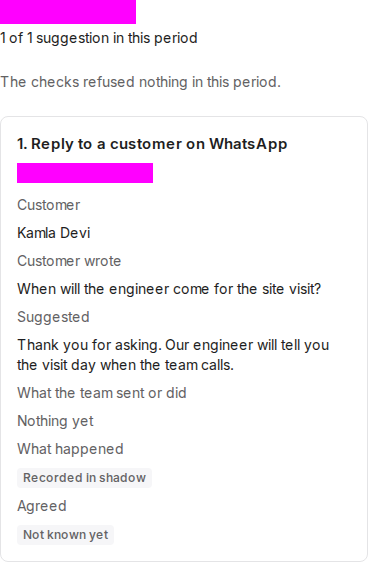 1 of 1 suggestion in this period
The checks refused nothing in this period.
1. Reply to a customer on WhatsApp
Customer
Kamla Devi
Customer wrote
When will the engineer come for the site visit?
Suggested
Thank you for asking. Our engineer will tell you
the visit day when the team calls.
What the team sent or did
Nothing yet
What happened
Recorded in shadow
Agreed
Not known yet